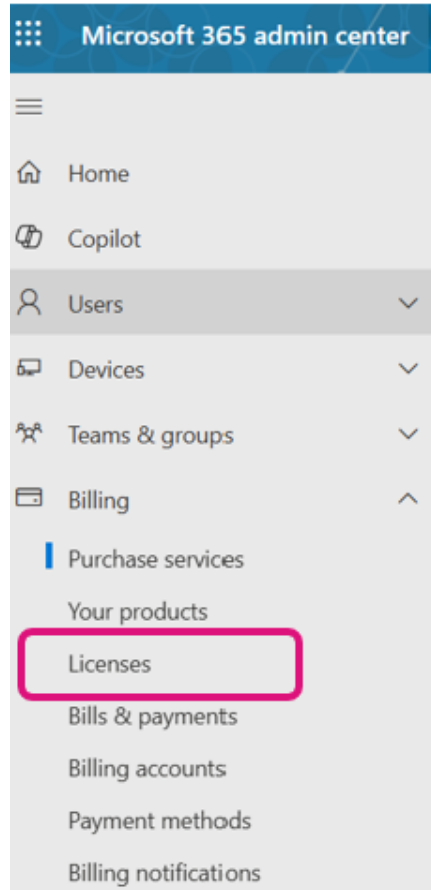 Microsoft 365 admin center
Home
Copilot
Users
Devices
Teams & groups
Billing
Purchase services
Your products
Licenses
Bills & payments
Billing accounts
Payment methods
Billing notifications